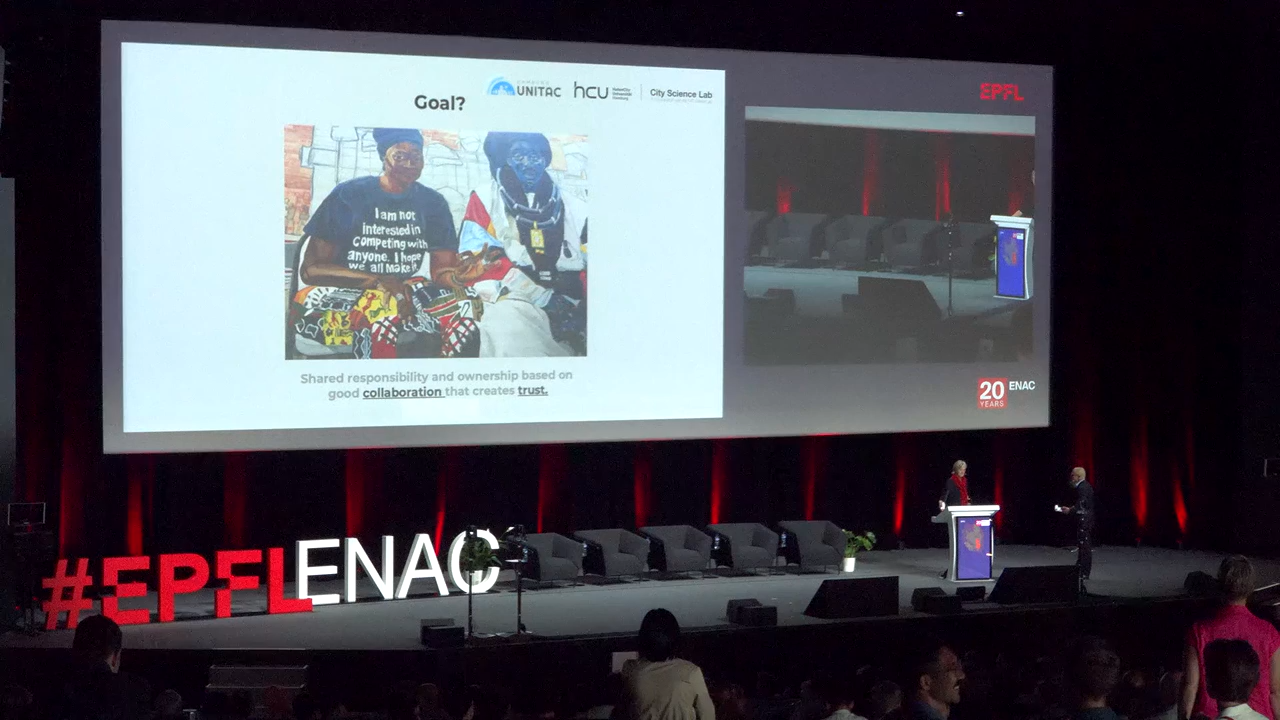 Goal?
UNITAC
hcu
City Science Lab
I am not
interested in
competing with
anyone. I hope
we all make it
Shared responsibility and ownership based on
good collaboration that creates trust.
EPFL
20
YEARS
ENAC
#EPFLENAC